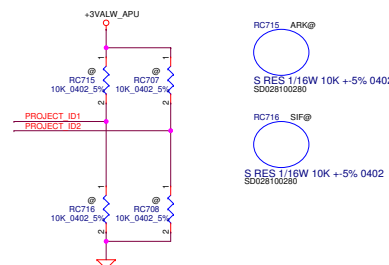 +3VALW_APU
RC715 ARK@
S RES 1/16W 10K +-5% 0402
SD028100280
@ @
1 1
RC715 RC707
10K_0402_5% 10K_0402_5%
2 2
PROJECT_ID1
PROJECT_ID2
RC716 SIF@
S RES 1/16W 10K +-5% 0402
SD028100280
@ @
1 1
RC716 RC708
10K_0402_5% 10K_0402_5%
2 2